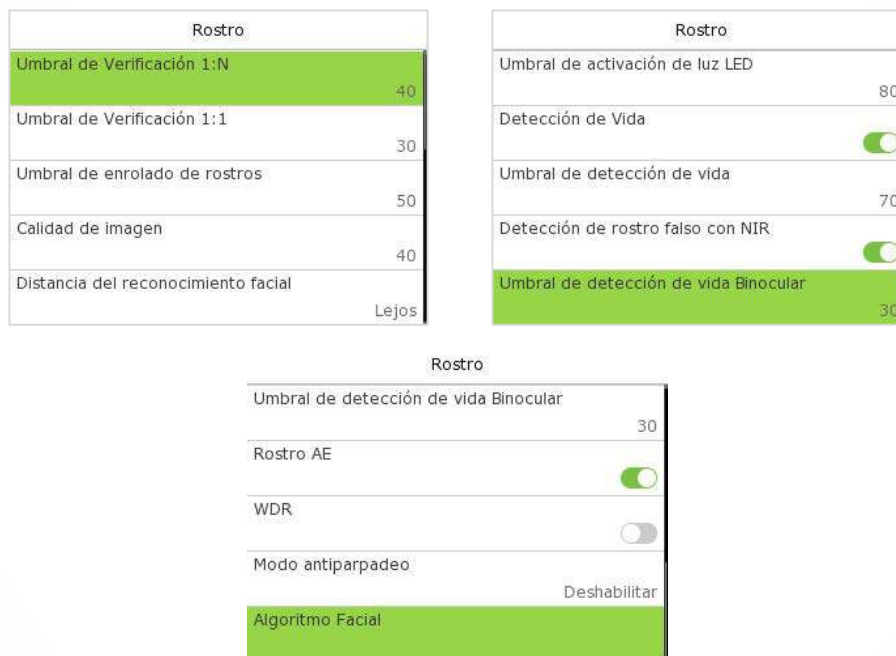 Rostro
Umbral de Verificación 1:N
40
Umbral de Verificación 1:1
30
Umbral de enrolado de rostros
50
Calidad de imagen
40
Distancia del reconocimiento facial
Lejos
Rostro
Umbral de activación de luz LED
80
Detección de Vida
Umbral de detección de vida
70
Detección de rostro falso con NIR
Umbral de detección de vida Binocular
30
Rostro
Umbral de detección de vida Binocular
30
Rostro AE
WDR
Modo antiparpadeo
Deshabilitar
Algoritmo Facial